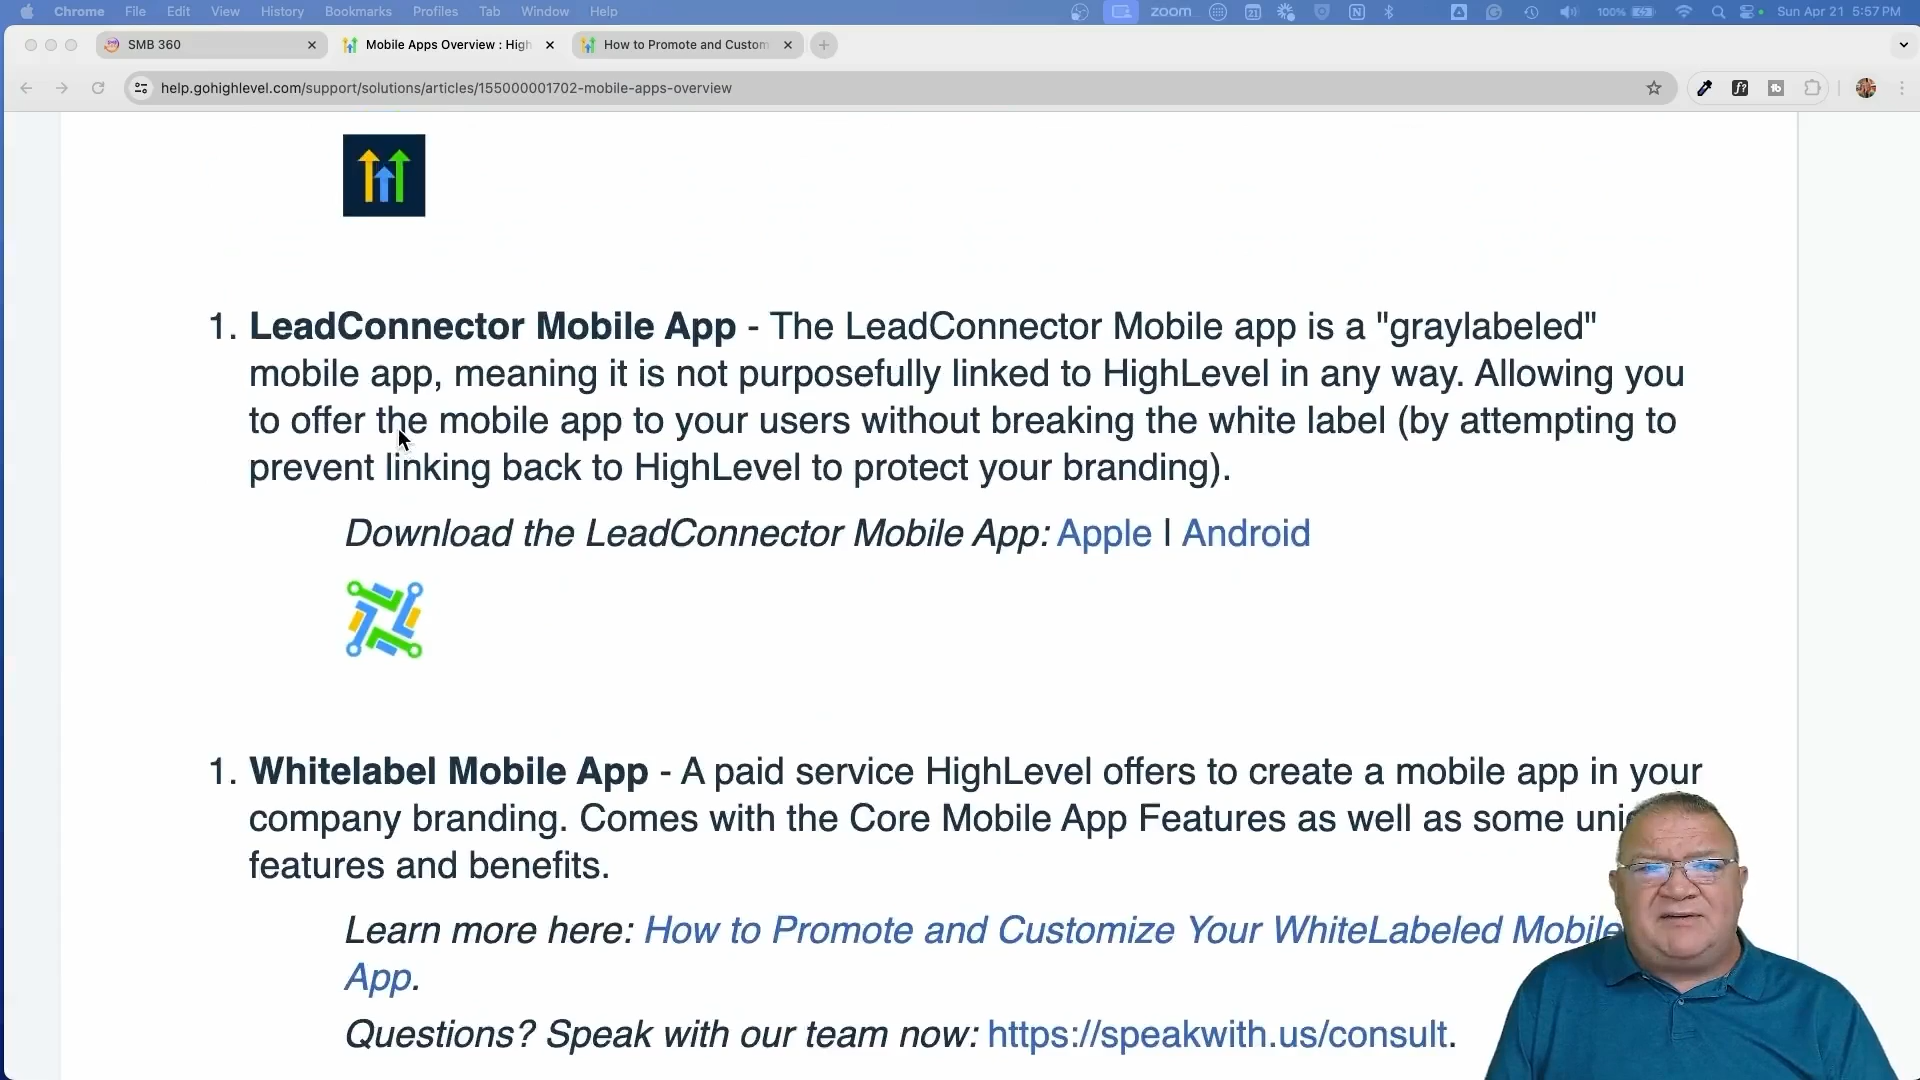 Chrome File Edit View History Bookmarks Profiles Tab Window Help zoom 21 100% Sun Apr 21 5:57 PM
SMB 360 Mobile Apps Overview : High How to Promote and Custom
help.gohighlevel.com/support/solutions/articles/155000001702-mobile-apps-overview
1. LeadConnector Mobile App - The LeadConnector Mobile app is a "graylabeled"
mobile app, meaning it is not purposefully linked to HighLevel in any way. Allowing you
to offer the mobile app to your users without breaking the white label (by attempting to
prevent linking back to HighLevel to protect your branding).
Download the LeadConnector Mobile App: Apple | Android
1. Whitelabel Mobile App - A paid service HighLevel offers to create a mobile app in your
company branding. Comes with the Core Mobile App Features as well as some
features and benefits.
Learn more here: How to Promote and Customize Your WhiteLabeled Mobile
App.
Questions? Speak with our team now: https://speakwith.us/consult.